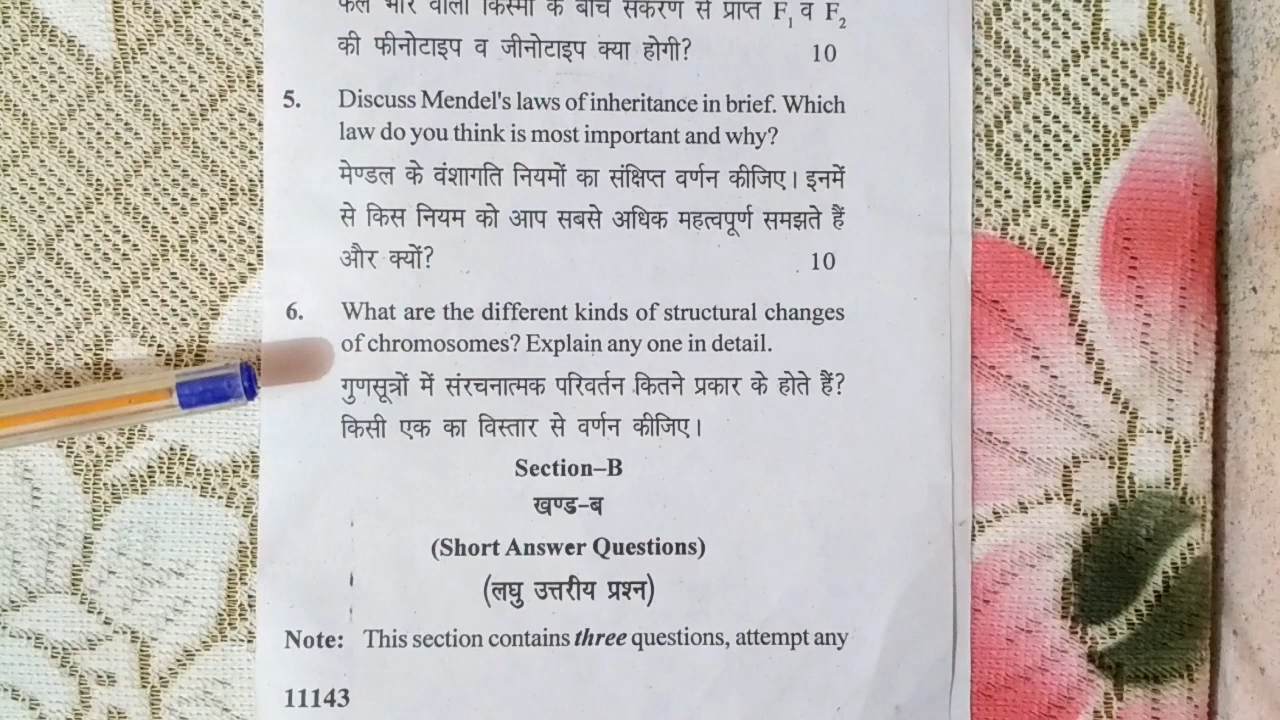 फल भार वाली किस्मों के बीच संकरण से प्राप्त F₁ व F₂
की फीनोटाइप व जीनोटाइप क्या होगी? 10
5. Discuss Mendel's laws of inheritance in brief. Which
law do you think is most important and why?
मेण्डल के वंशागति नियमों का संक्षिप्त वर्णन कीजिए। इनमें
से किस नियम को आप सबसे अधिक महत्वपूर्ण समझते हैं
और क्यों? 10
6. What are the different kinds of structural changes
of chromosomes? Explain any one in detail.
गुणसूत्रों में संरचनात्मक परिवर्तन कितने प्रकार के होते हैं?
किसी एक का विस्तार से वर्णन कीजिए।
Section–B
खण्ड-ब
(Short Answer Questions)
(लघु उत्तरीय प्रश्न)
Note: This section contains three questions, attempt any
11143